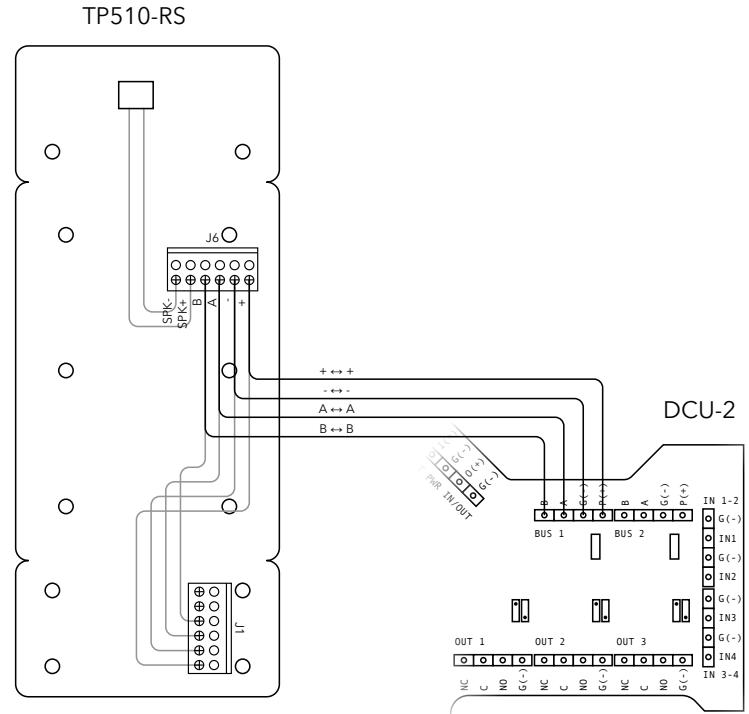 TP510-RS
J6
SPK-
SPK+
B
A
-
+
+ ↔ +
- ↔ -
A ↔ A
B ↔ B
DCU-2
G(-)
O(+)
G(-)
PWR IN/OUT
B
A
G(-)
P(+)
B
A
G(-)
P(+)
BUS 1
BUS 2
IN 1-2
G(-)
IN1
G(-)
IN2
G(-)
IN3
G(-)
IN4
IN 3-4
J1
OUT 1
OUT 2
OUT 3
NC
C
NO
G(-)
NC
C
NO
G(-)
NC
C
NO
G(-)